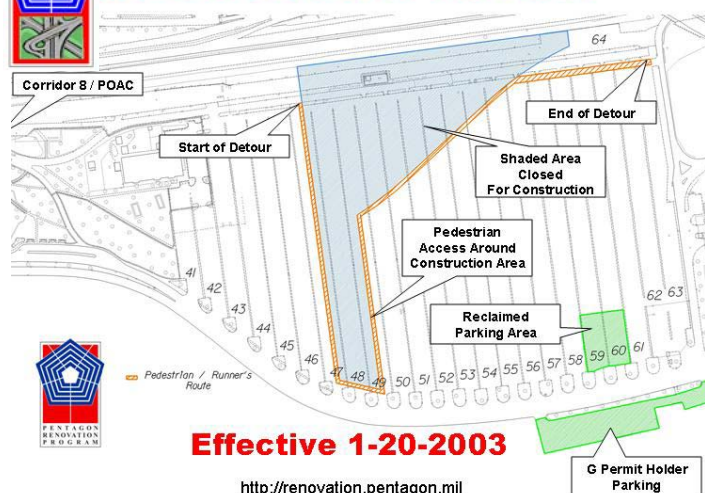 64
Corridor 8 / POAC
End of Detour
Start of Detour
Shaded Area
Closed
For Construction
Pedestrian
Access Around
Construction Area
41
42
43
44
45
46
47
48
49
50
51
52
53
54
55
56
57
58
59
60
61
62
63
Reclaimed
Parking Area
Pedestrian / Runner's
Route
PENTAGON
RENOVATION
PROGRAM
Effective 1-20-2003
http://renovation.pentagon.mil
G Permit Holder
Parking